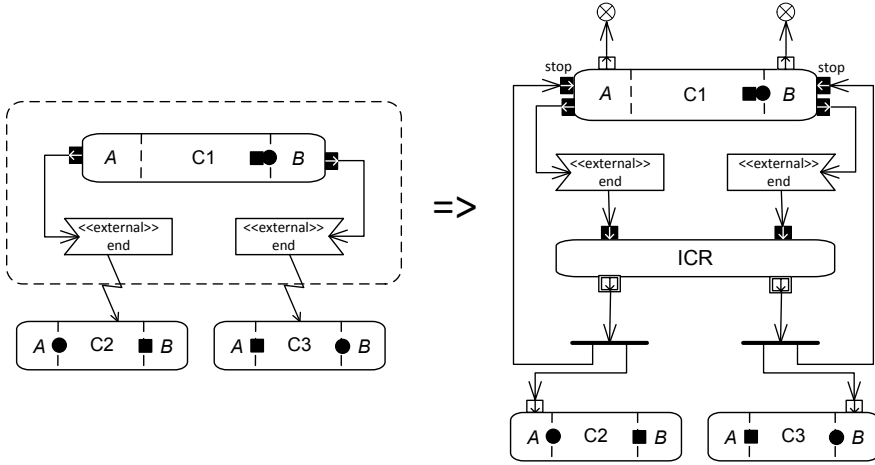 A C1 B
<<external>>
end
<<external>>
end
A C2 B
A C3 B
=>
stop
stop
A C1 B
<<external>>
end
<<external>>
end
ICR
A C2 B
A C3 B